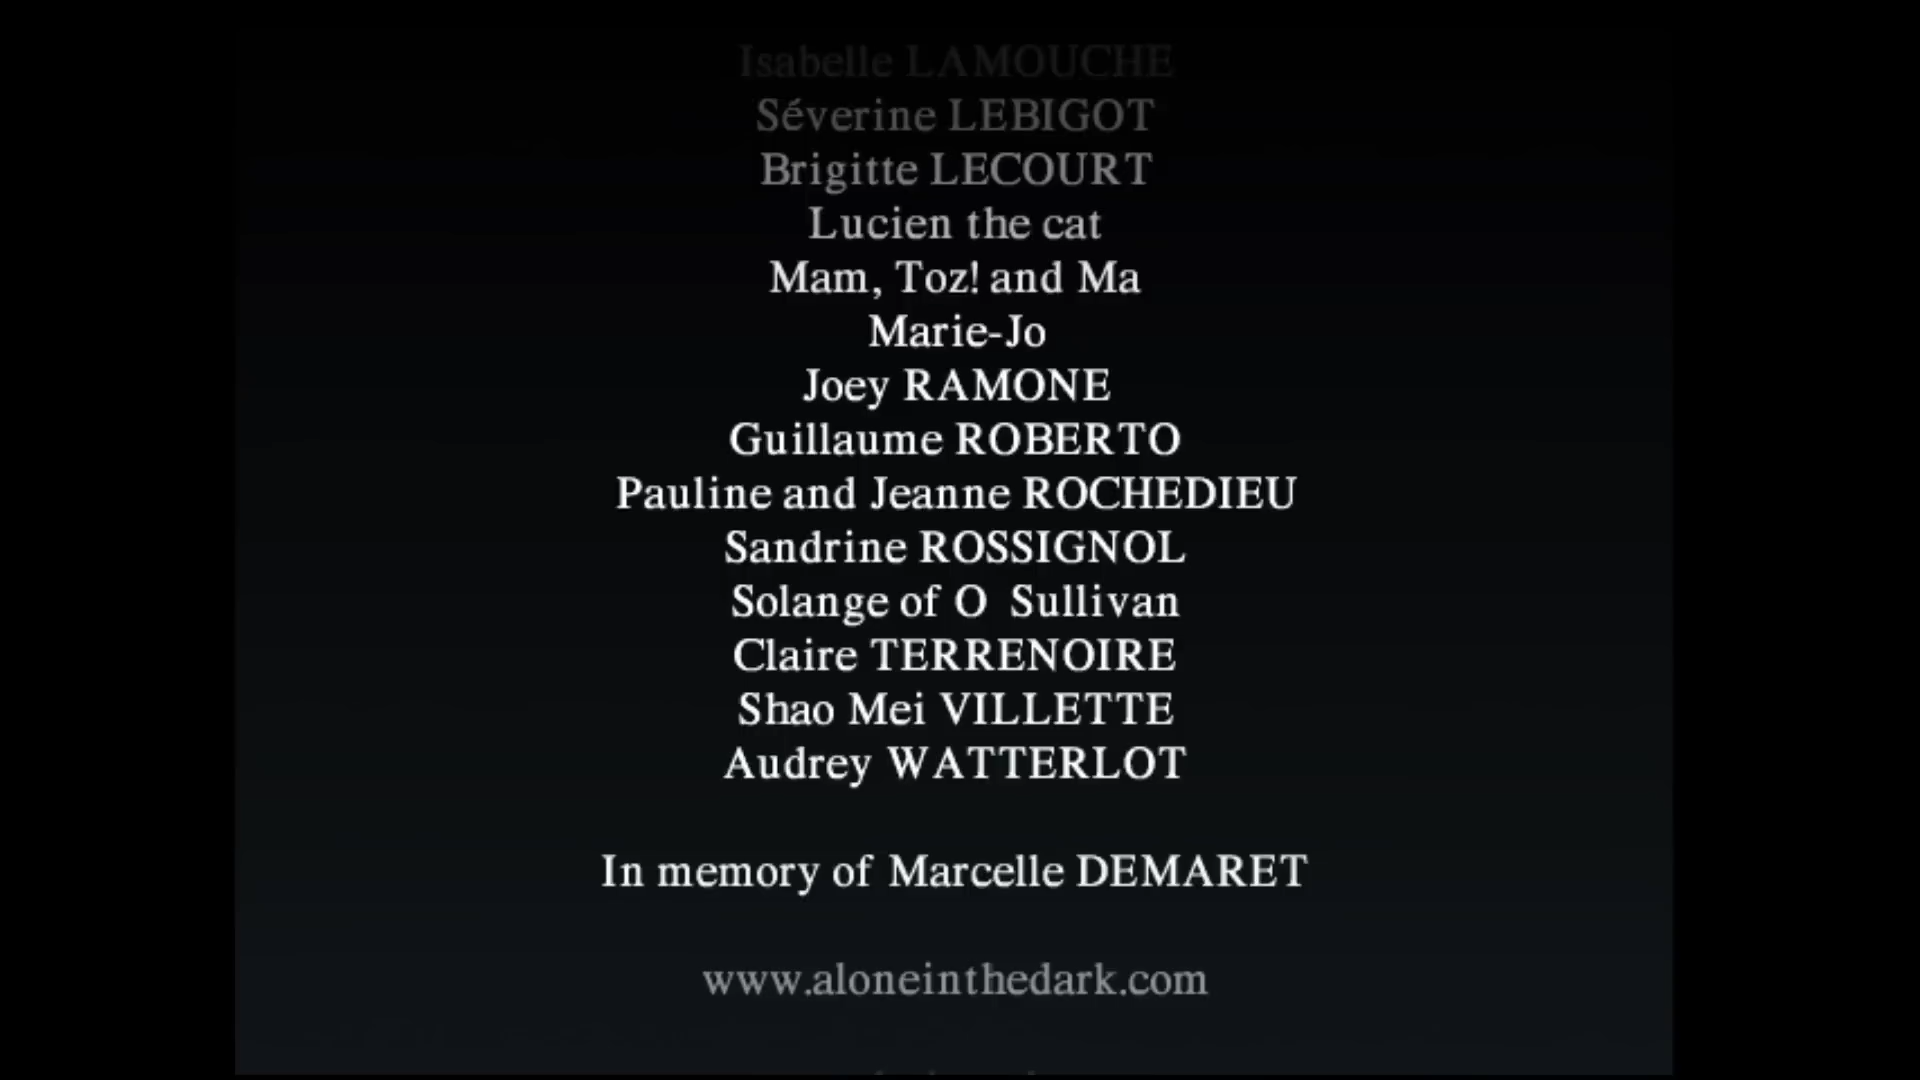 Isabelle LAMOUCHE
Séverine LEBIGOT
Brigitte LECOURT
Lucien the cat
Mam, Toz! and Ma
Marie-Jo
Joey RAMONE
Guillaume ROBERTO
Pauline and Jeanne ROCHEDIEU
Sandrine ROSSIGNOL
Solange of O  Sullivan
Claire TERRENOIRE
Shao Mei VILLETTE
Audrey WATTERLOT
In memory of Marcelle DEMARET
www.aloneinthedark.com